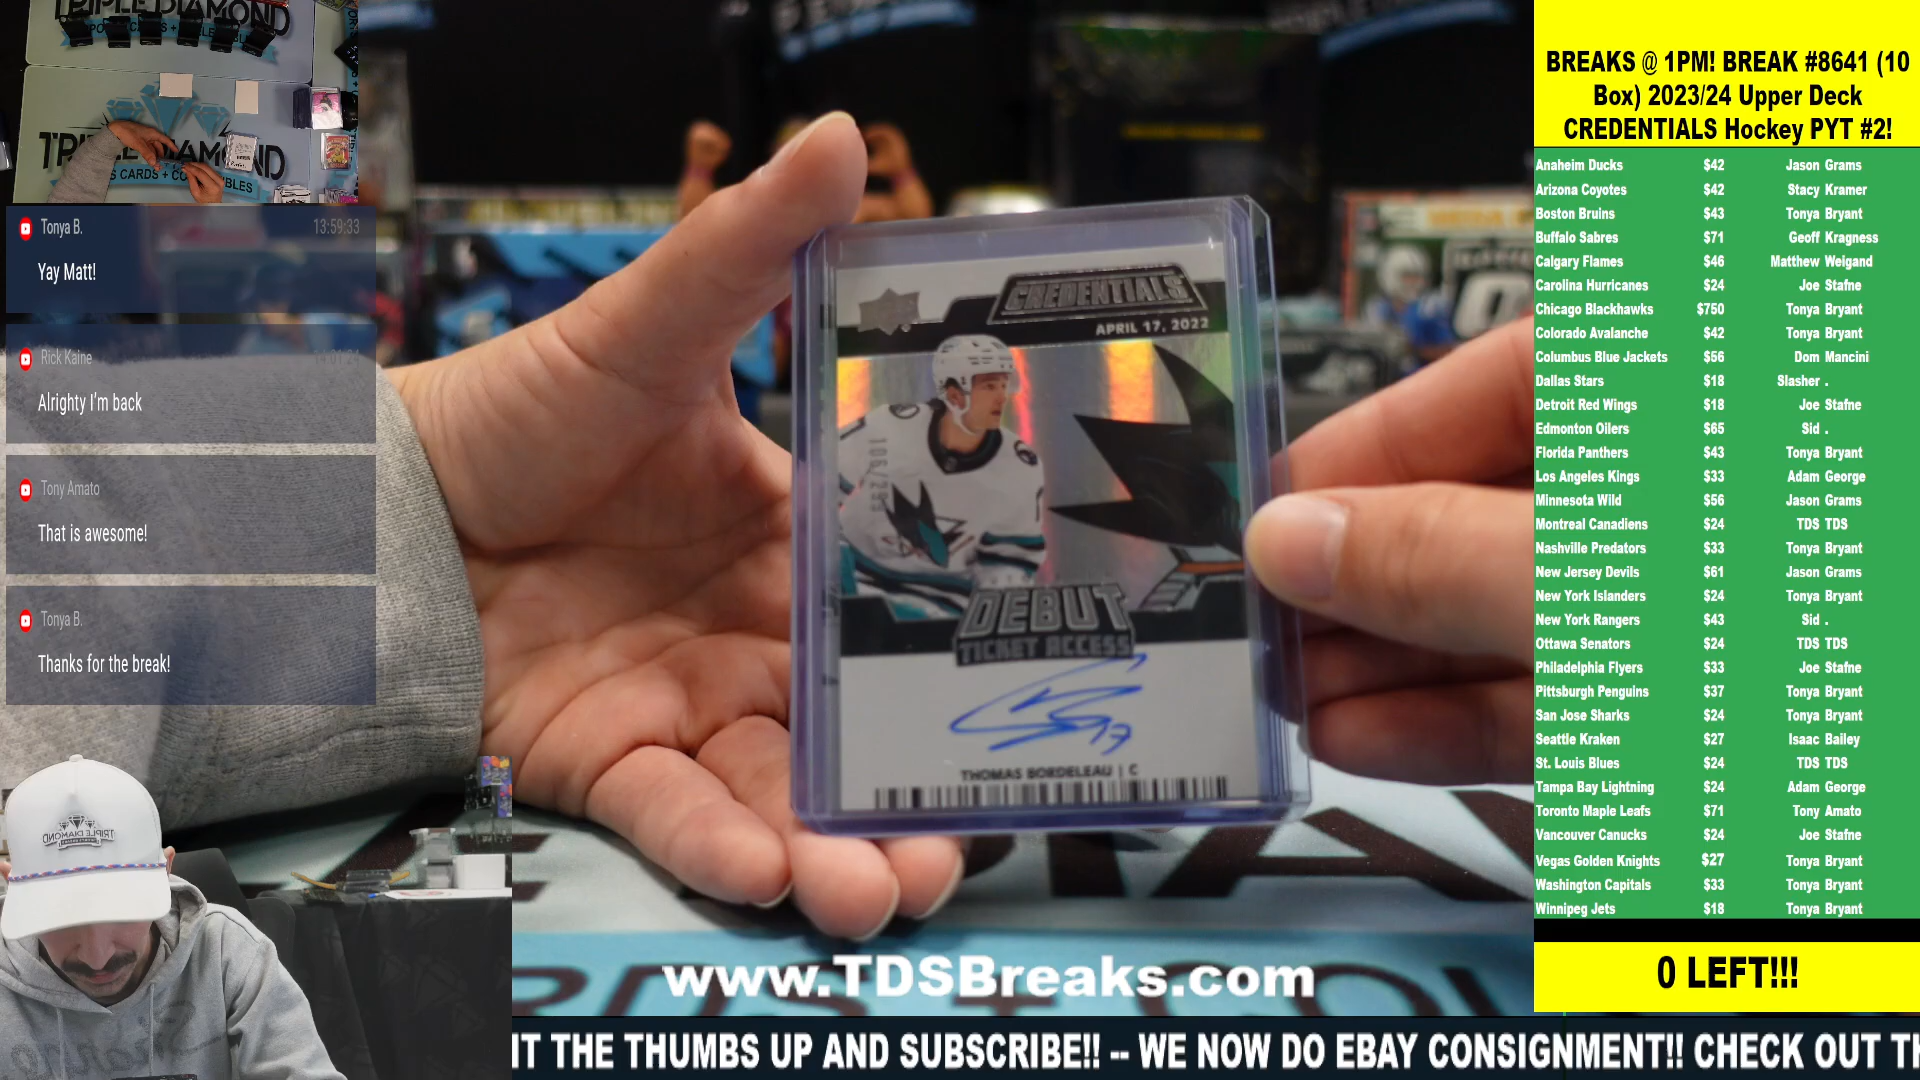 TRIPLE DIAMOND
SPORTS CARDS + COLLECTIBLES
TRIPLE DIAMOND
S CARDS + COLLECTIBLES
Tonya B.
13:59:33
Yay Matt!
Rick Kaine
Alrighty I'm back
Tony Amato
That is awesome!
Tonya B.
Thanks for the break!
TRIPLE DIAMOND
CREDENTIALS
APRIL 17, 2022
DEBUT
TICKET ACCESS
17
THOMAS BORDELEAU | C
www.TDSBreaks.com
BREAKS @ 1PM! BREAK #8641 (10
Box) 2023/24 Upper Deck
CREDENTIALS Hockey PYT #2!
Anaheim Ducks $42 Jason Grams
Arizona Coyotes $42 Stacy Kramer
Boston Bruins $43 Tonya Bryant
Buffalo Sabres $71 Geoff Kragness
Calgary Flames $46 Matthew Weigand
Carolina Hurricanes $24 Joe Stafne
Chicago Blackhawks $750 Tonya Bryant
Colorado Avalanche $42 Tonya Bryant
Columbus Blue Jackets $56 Dom Mancini
Dallas Stars $18 Slasher .
Detroit Red Wings $18 Joe Stafne
Edmonton Oilers $65 Sid .
Florida Panthers $43 Tonya Bryant
Los Angeles Kings $33 Adam George
Minnesota Wild $56 Jason Grams
Montreal Canadiens $24 TDS TDS
Nashville Predators $33 Tonya Bryant
New Jersey Devils $61 Jason Grams
New York Islanders $24 Tonya Bryant
New York Rangers $43 Sid .
Ottawa Senators $24 TDS TDS
Philadelphia Flyers $33 Joe Stafne
Pittsburgh Penguins $37 Tonya Bryant
San Jose Sharks $24 Tonya Bryant
Seattle Kraken $27 Isaac Bailey
St. Louis Blues $24 TDS TDS
Tampa Bay Lightning $24 Adam George
Toronto Maple Leafs $71 Tony Amato
Vancouver Canucks $24 Joe Stafne
Vegas Golden Knights $27 Tonya Bryant
Washington Capitals $33 Tonya Bryant
Winnipeg Jets $18 Tonya Bryant
0 LEFT!!!
IT THE THUMBS UP AND SUBSCRIBE!! -- WE NOW DO EBAY CONSIGNMENT!! CHECK OUT TH